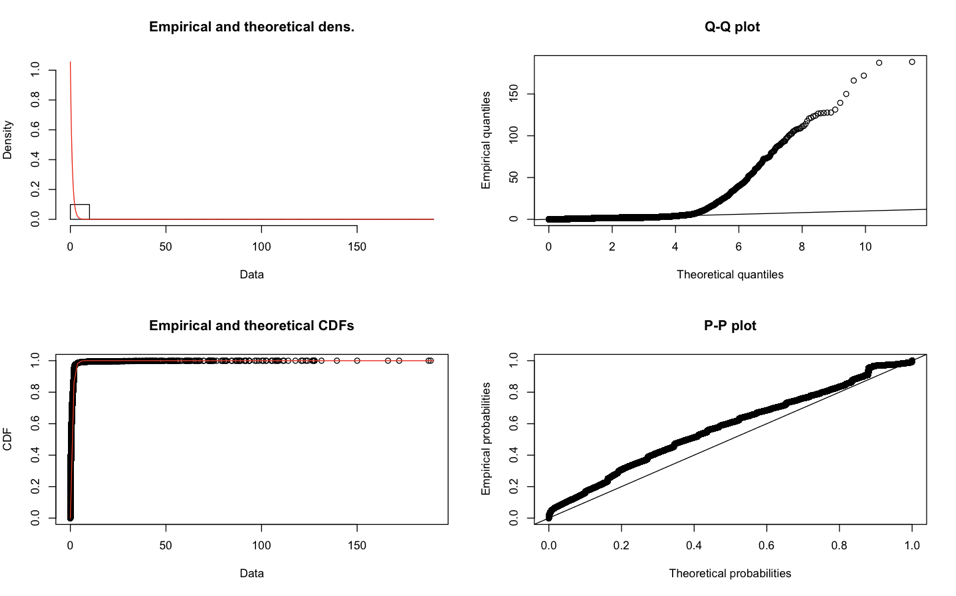 Empirical and theoretical dens.
Density
0.0 0.2 0.4 0.6 0.8 1.0
0 50 100 150
Data
Q-Q plot
Empirical quantiles
0 50 100 150
0 2 4 6 8 10
Theoretical quantiles
Empirical and theoretical CDFs
CDF
0.0 0.2 0.4 0.6 0.8 1.0
0 50 100 150
Data
P-P plot
Empirical probabilities
0.0 0.2 0.4 0.6 0.8 1.0
0.0 0.2 0.4 0.6 0.8 1.0
Theoretical probabilities